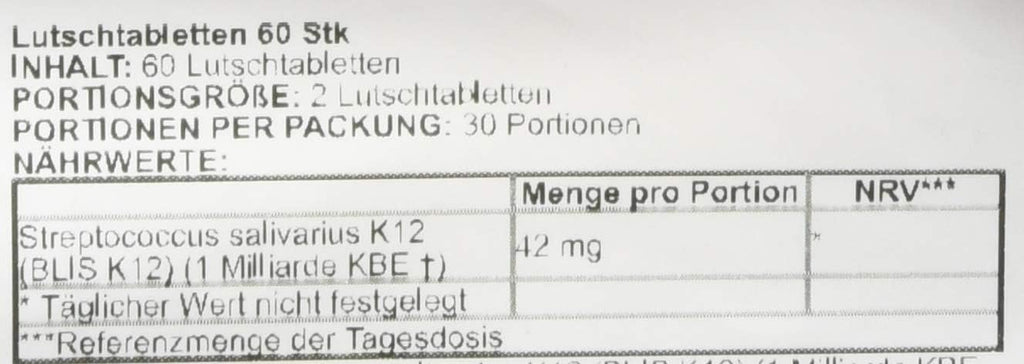 Lutschtabletten 60 Stk
INHALT: 60 Lutschtabletten
PORTIONSGRÖßE: 2 Lutschtabletten
PORTIONEN PER PACKUNG: 30 Portionen
NÄHRWERTE:
Menge pro Portion NRV***
Streptococcus salivarius K12
(BLIS K12) (1 Milliarde KBE †) 42 mg *
* Täglicher Wert nicht festgelegt
***Referenzmenge der Tagesdosis